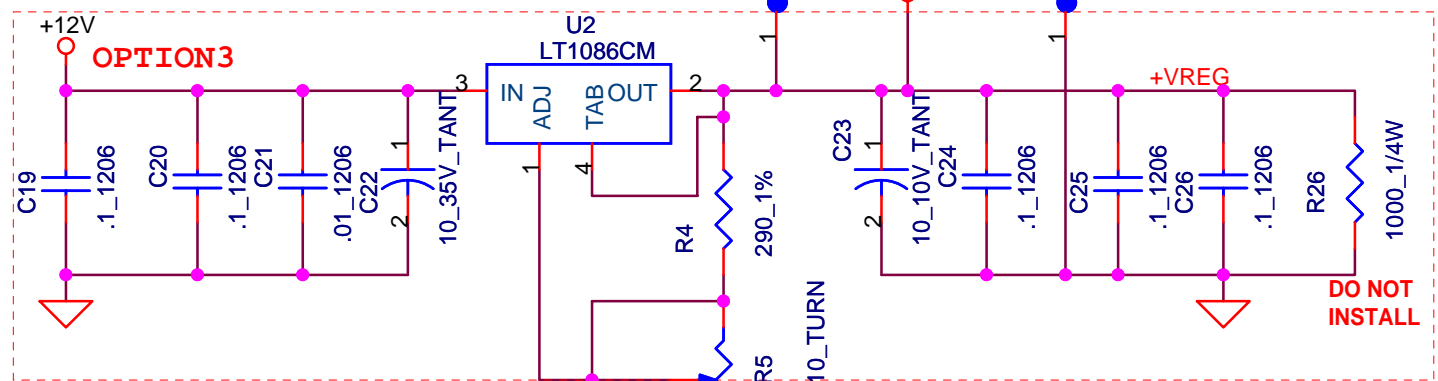 +12V
OPTION3
U2
LT1086CM
3
IN
ADJ
TAB
OUT
2
1
4
1
1
+VREG
C19
.1_1206
C20
.1_1206
C21
.01_1206
C22
1
2
10_35V_TANT
R4
290_1%
R5
10_TURN
C23
1
2
10_10V_TANT
C24
.1_1206
C25
.1_1206
C26
.1_1206
R26
1000_1/4W
DO NOT
INSTALL